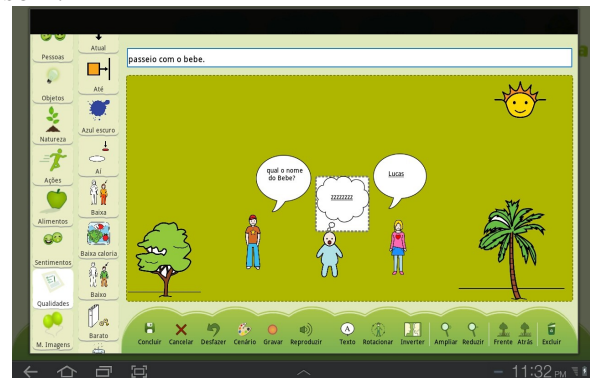 passeio com o bebe.
Pessoas
Objetos
Natureza
Ações
Alimentos
Sentimentos
Qualidades
M. Imagens
Atual
Até
Azul escuro
Aí
Baixa
Baixa caloria
Baixo
Barato
qual o nome
do Bebe?
zzzzzzzz
Lucas
Concluir Cancelar Desfazer Cenário Gravar Reproduzir A Texto Rotacionar Inverter Ampliar Reduzir Frente Atrás Excluir
11:32 PM